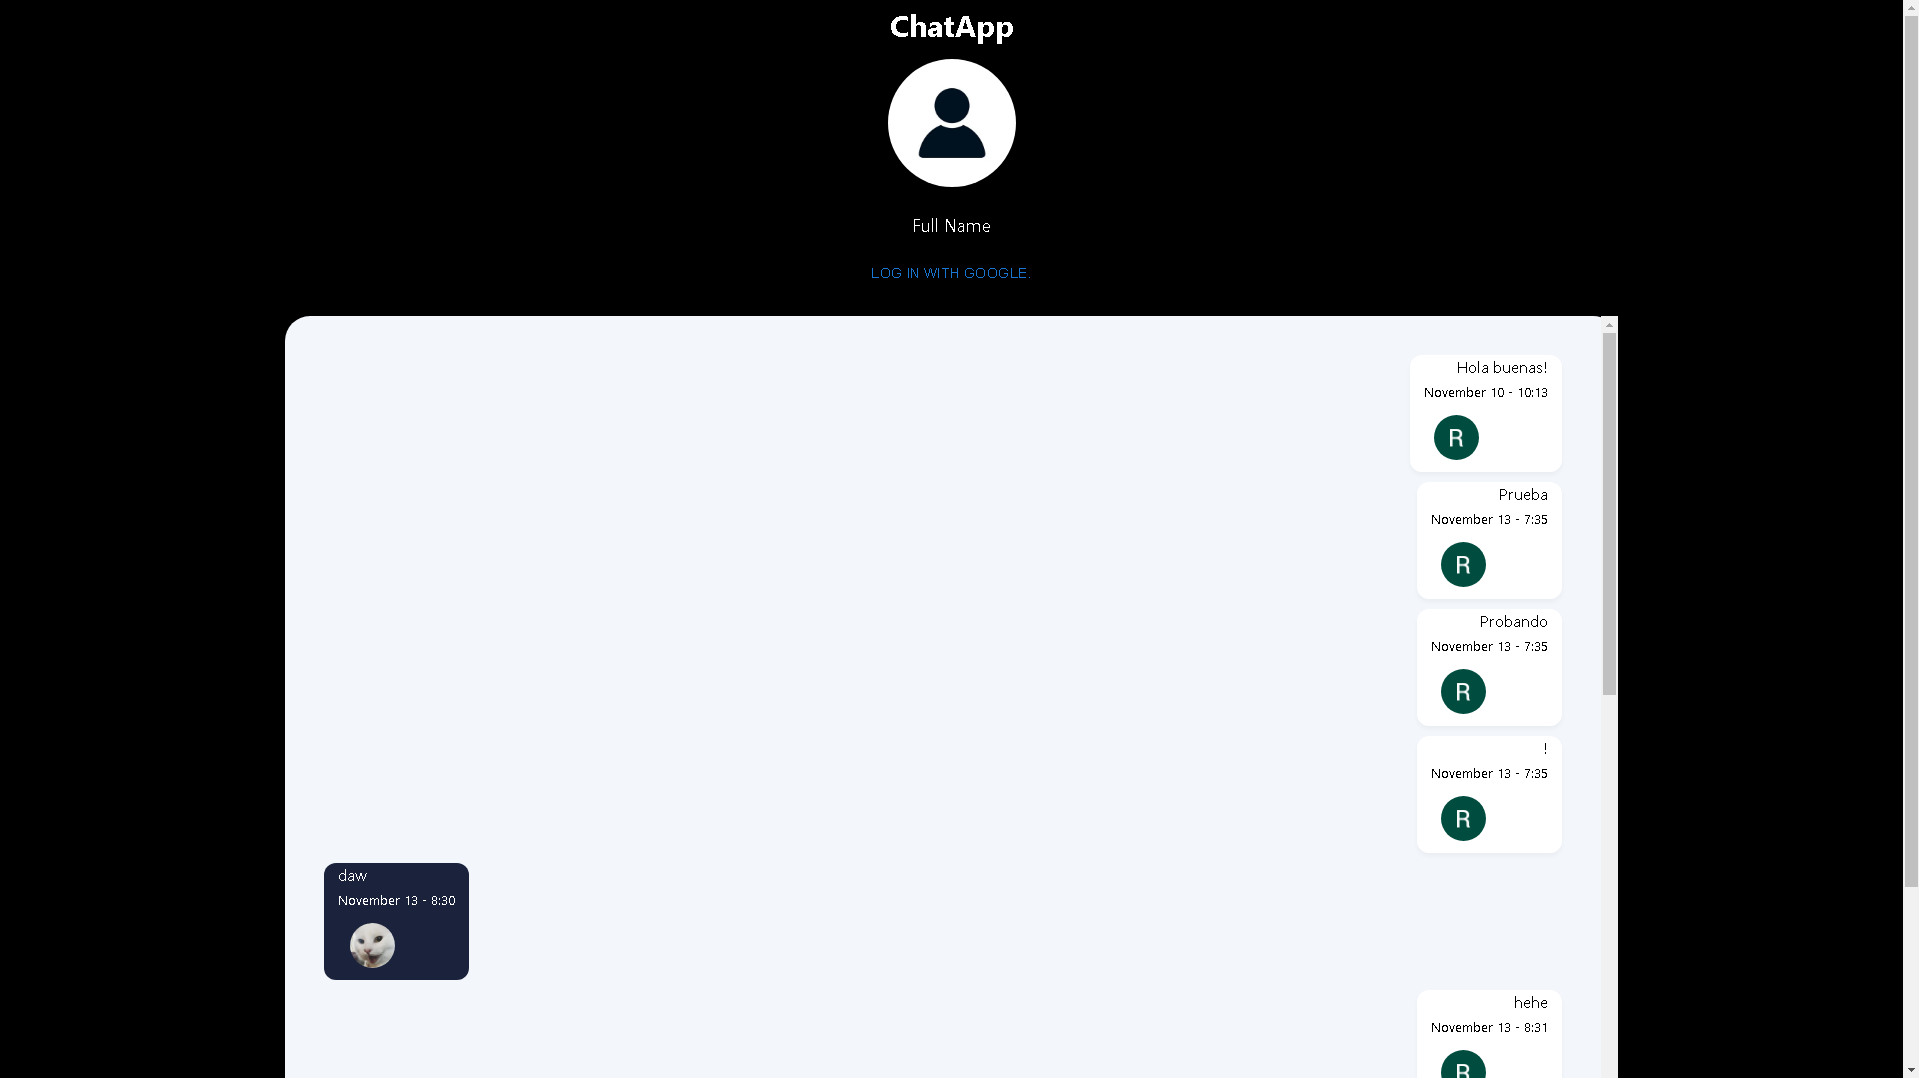 ChatApp
Full Name
LOG IN WITH GOOGLE.
Hola buenas!
November 10 - 10:13
R
Prueba
November 13 - 7:35
R
Probando
November 13 - 7:35
R
!
November 13 - 7:35
R
daw
November 13 - 8:30
hehe
November 13 - 8:31
R